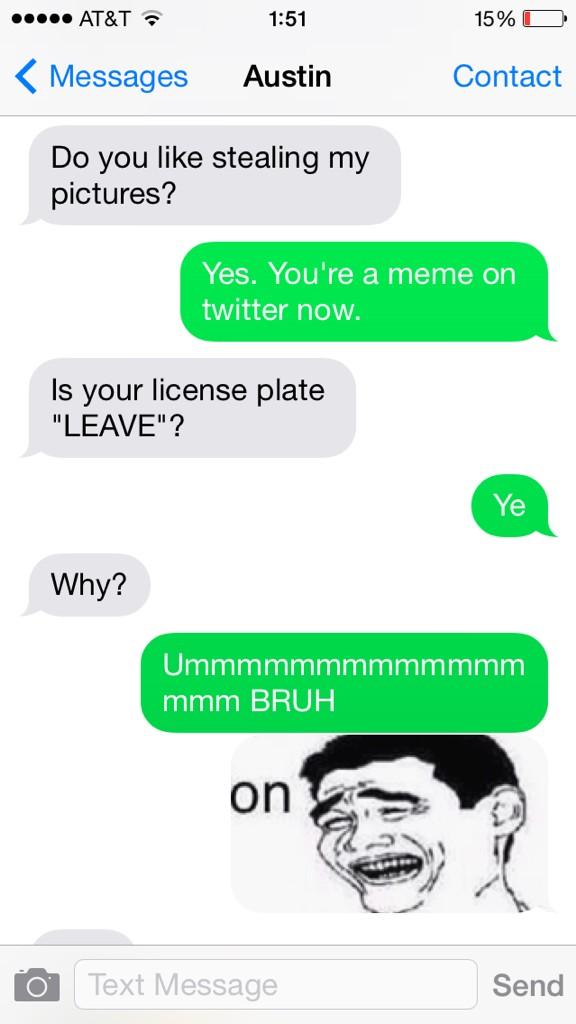 AT&T 1:51 15%
Messages Austin Contact
Do you like stealing my
pictures?
Yes. You're a meme on
twitter now.
Is your license plate
"LEAVE"?
Ye
Why?
Ummmmmmmmmmmmmm
mmm BRUH
on
Text Message Send